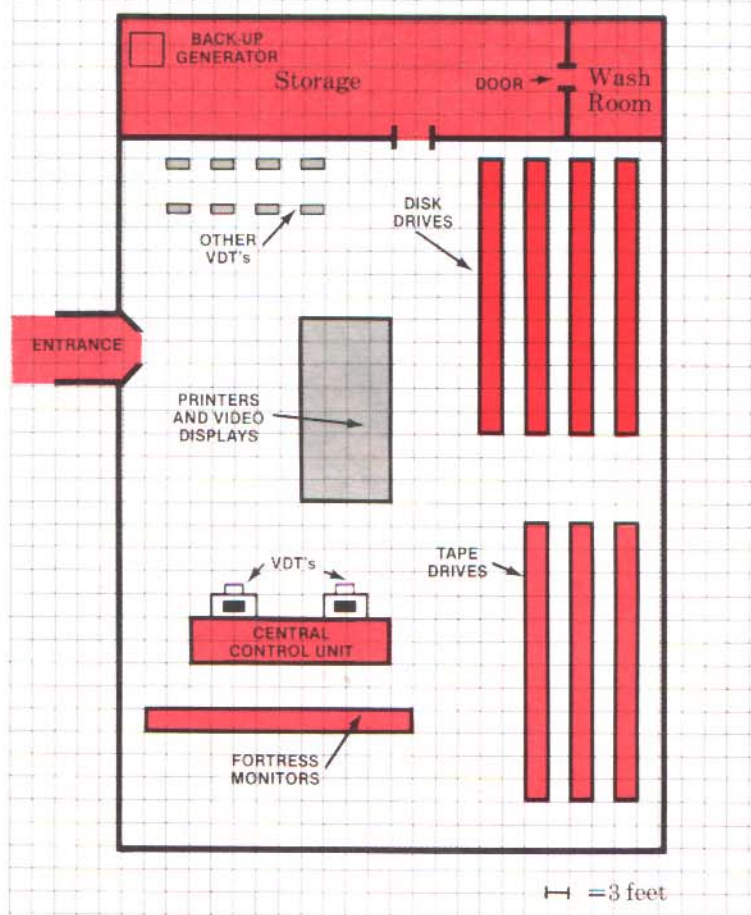 BACK-UP
GENERATOR
Storage
DOOR
Wash
Room
DISK
DRIVES
OTHER
VDT's
ENTRANCE
PRINTERS
AND VIDEO
DISPLAYS
VDT's
TAPE
DRIVES
CENTRAL
CONTROL UNIT
FORTRESS
MONITORS
=3 feet